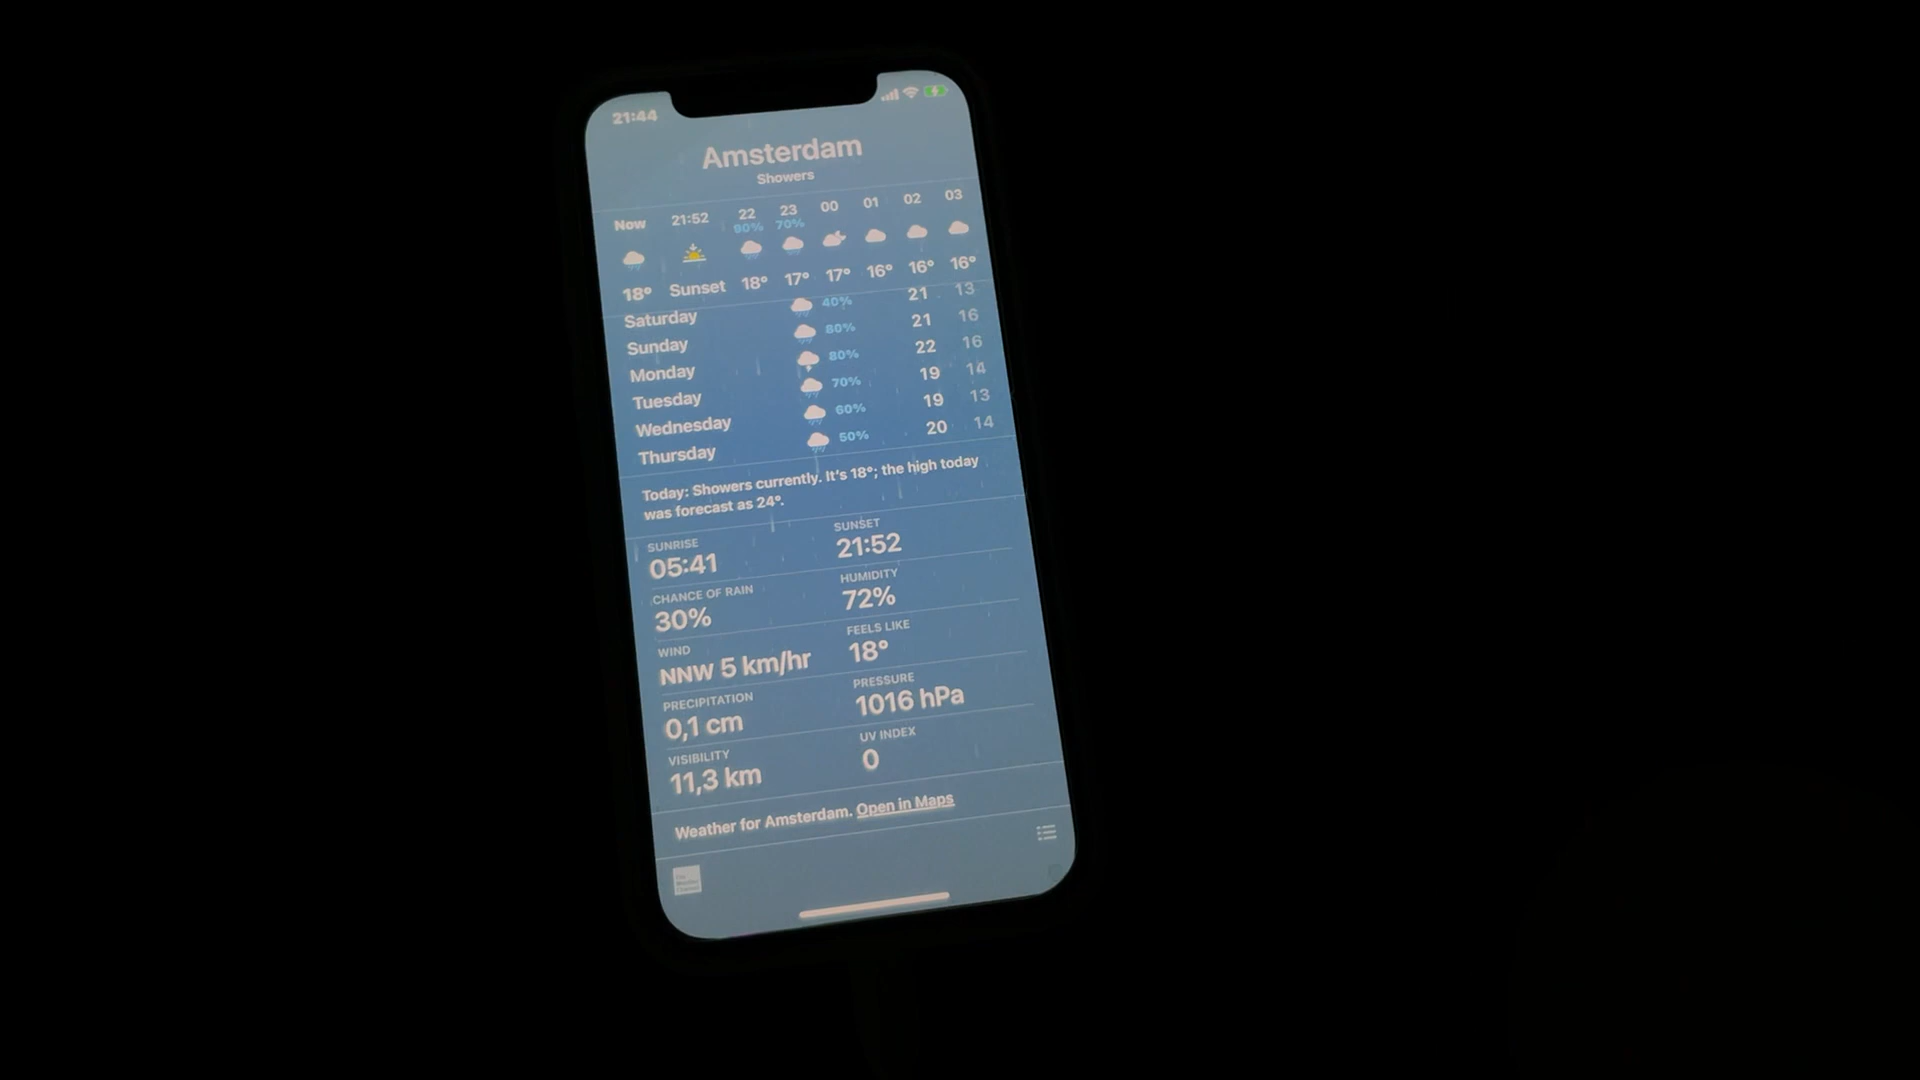 21:44
Amsterdam
Showers
Now 21:52 22 23 00 01 02 03
90% 70%
18° Sunset 18° 17° 17° 16° 16° 16°
Saturday 40% 21 13
Sunday 80% 21 16
Monday 80% 22 16
Tuesday 70% 19 14
Wednesday 60% 19 13
Thursday 50% 20 14
Today: Showers currently. It's 18°; the high today
was forecast as 24°.
SUNRISE SUNSET
05:41 21:52
CHANCE OF RAIN HUMIDITY
30% 72%
WIND FEELS LIKE
NNW 5 km/hr 18°
PRECIPITATION PRESSURE
0,1 cm 1016 hPa
VISIBILITY UV INDEX
11,3 km 0
Weather for Amsterdam. Open in Maps
The
Weather
Channel